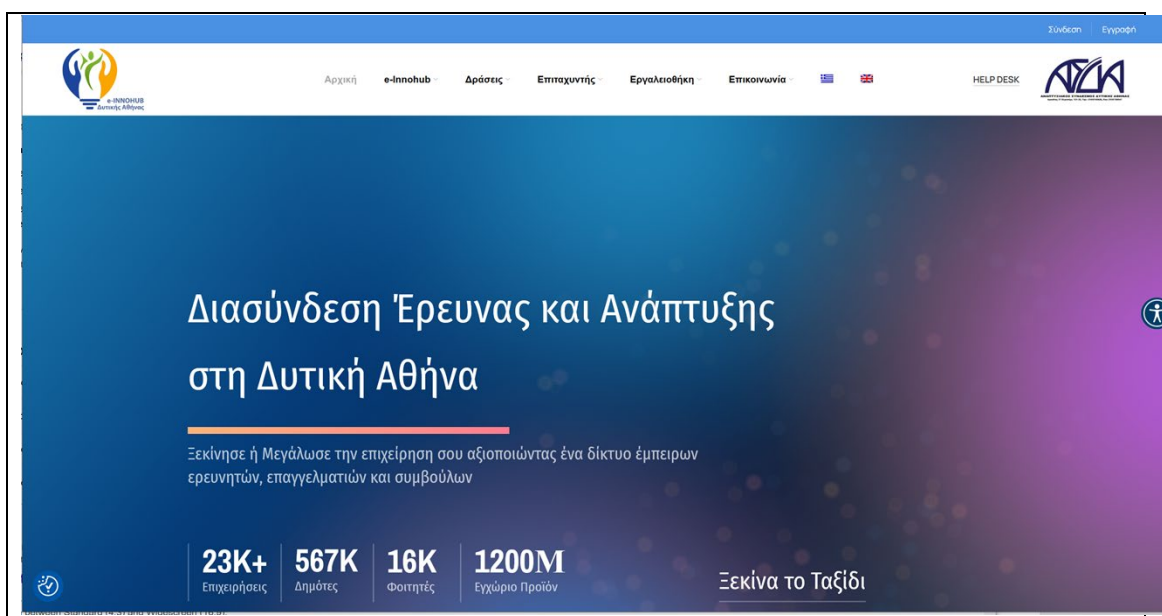 Σύνδεση Εγγραφή
e-INNOHUB
Δυτικής Αθήνας
Αρχική e-Innohub Δράσεις Επιταχυντής Εργαλειοθήκη Επικοινωνία HELP DESK
ΑΣΔΑ
Διασύνδεση Έρευνας και Ανάπτυξης
στη Δυτική Αθήνα
Ξεκίνησε ή Μεγάλωσε την επιχείρηση σου αξιοποιώντας ένα δίκτυο έμπειρων
ερευνητών, επαγγελματιών και συμβούλων
23K+ 567K 16K 1200M
Επιχειρήσεις Δημότες Φοιτητές Εγχώριο Προϊόν
Ξεκίνα το Ταξίδι